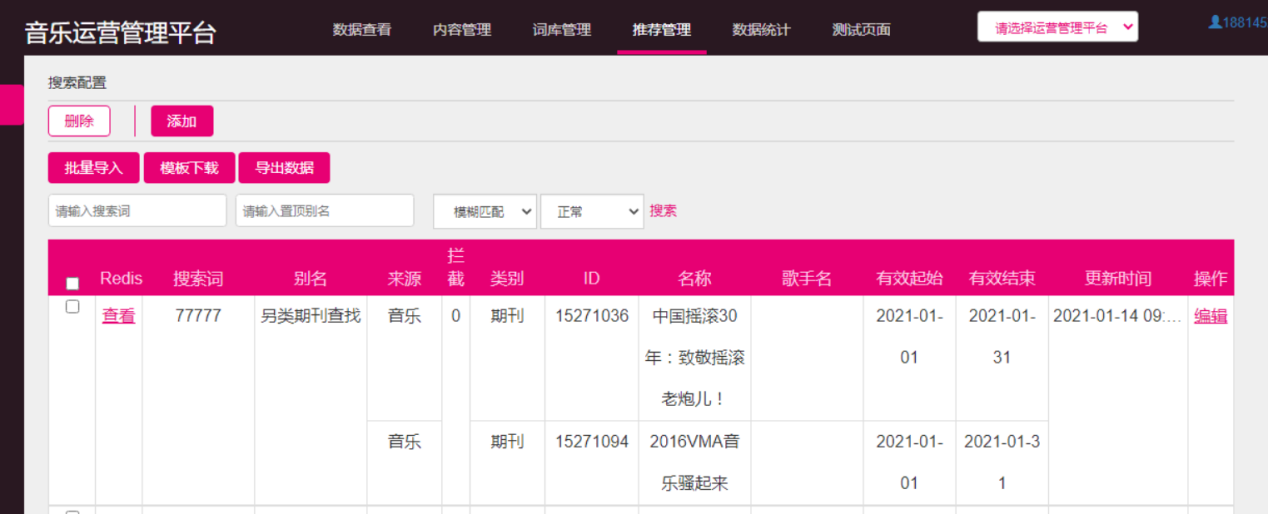 音乐运营管理平台
数据查看 内容管理 词库管理 推荐管理 数据统计 测试页面 请选择运营管理平台 188145
搜索配置
删除 添加
批量导入 模板下载 导出数据
请输入搜索词 请输入置顶别名 模糊匹配 正常 搜索
Redis 搜索词 别名 来源 拦截 类别 ID 名称 歌手名 有效起始 有效结束 更新时间 操作
查看 77777 另类期刊查找 音乐 0 期刊 15271036 中国摇滚30 2021-01- 2021-01- 2021-01-14 09:... 编辑
年：致敬摇滚 01 31
老炮儿！
音乐 期刊 15271094 2016VMA音 2021-01- 2021-01-3
乐骚起来 01 1